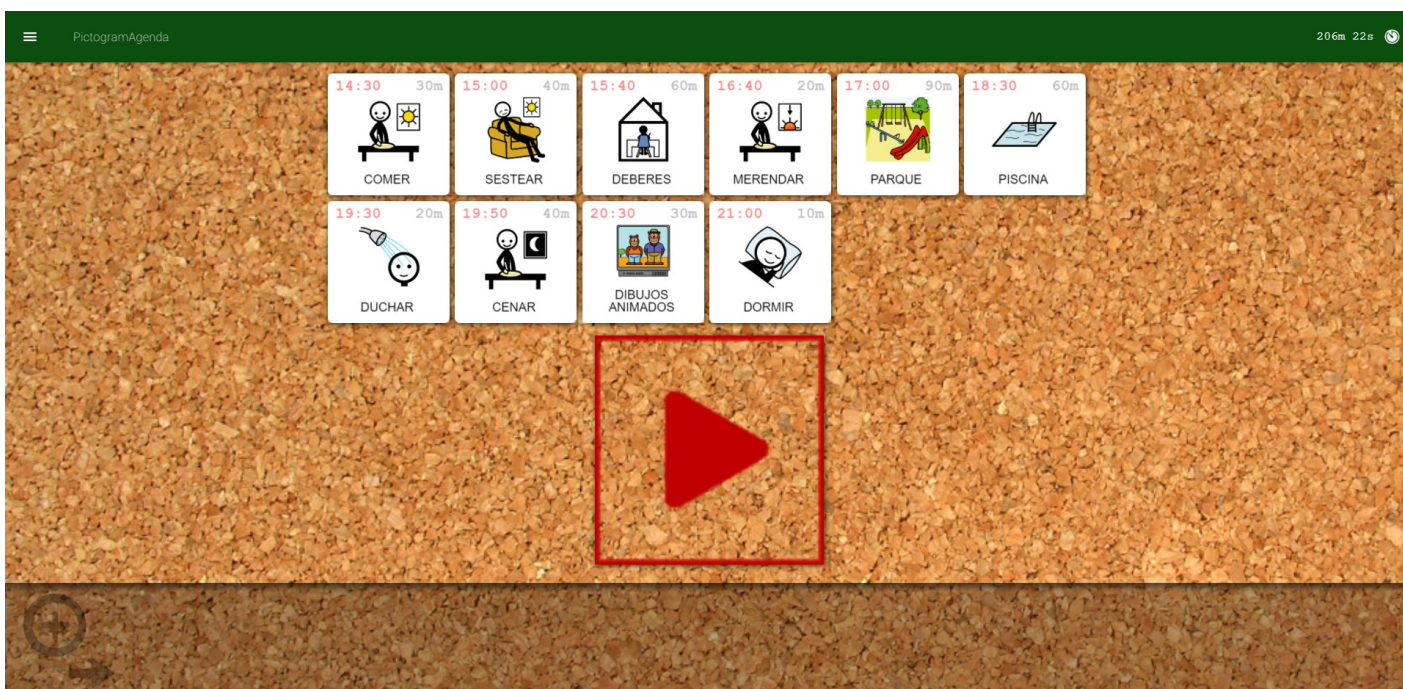 PictogramAgenda
206m 22s
14:30 30m
COMER
15:00 40m
SESTEAR
15:40 60m
DEBERES
16:40 20m
MERENDAR
17:00 90m
PARQUE
18:30 60m
PISCINA
19:30 20m
DUCHAR
19:50 40m
CENAR
20:30 30m
DIBUJOS
ANIMADOS
21:00 10m
DORMIR